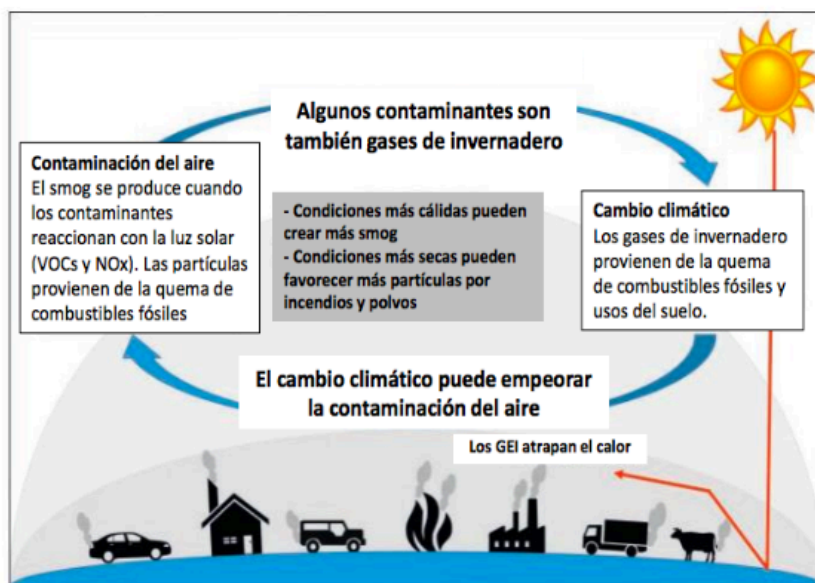 Algunos contaminantes son
también gases de invernadero
Contaminación del aire
El smog se produce cuando
los contaminantes
reaccionan con la luz solar
(VOCs y NOx). Las partículas
provienen de la quema de
combustibles fósiles
- Condiciones más cálidas pueden
crear más smog
- Condiciones más secas pueden
favorecer más partículas por
incendios y polvos
Cambio climático
Los gases de invernadero
provienen de la quema
de combustibles fósiles y
usos del suelo.
El cambio climático puede empeorar
la contaminación del aire
Los GEI atrapan el calor